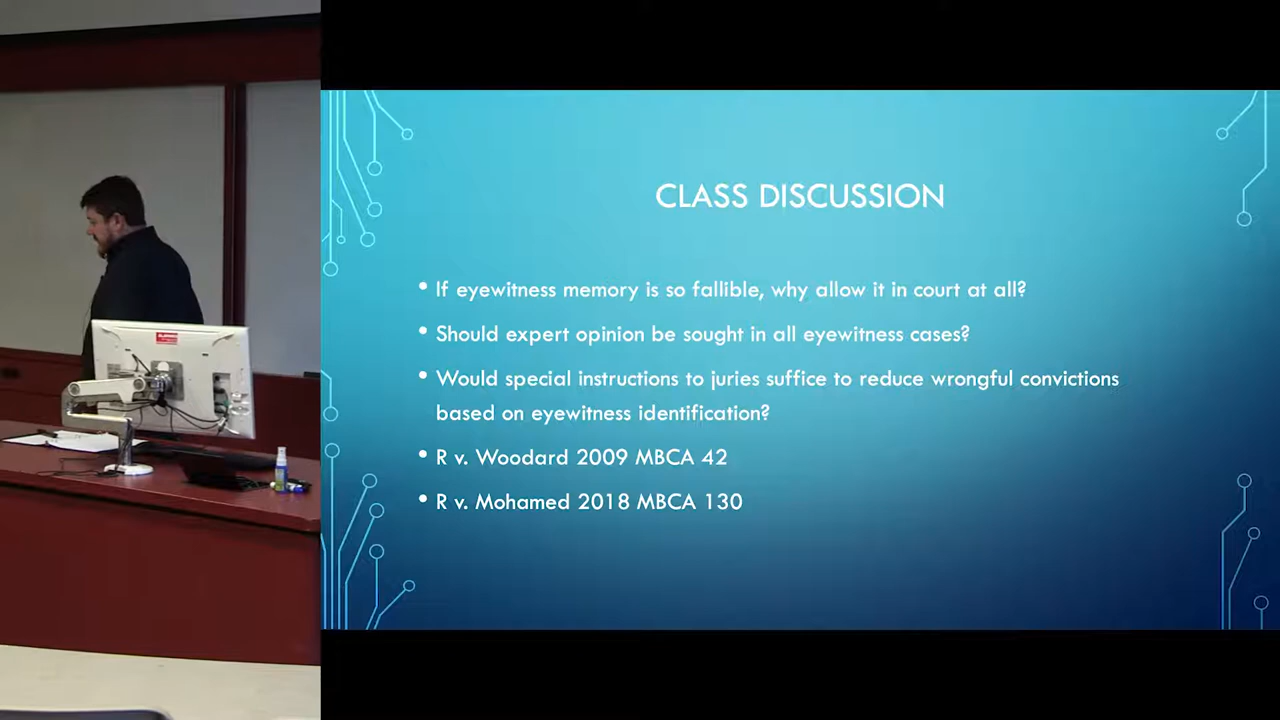 CLASS DISCUSSION
• If eyewitness memory is so fallible, why allow it in court at all?
• Should expert opinion be sought in all eyewitness cases?
• Would special instructions to juries suffice to reduce wrongful convictions
based on eyewitness identification?
• R v. Woodard 2009 MBCA 42
• R v. Mohamed 2018 MBCA 130